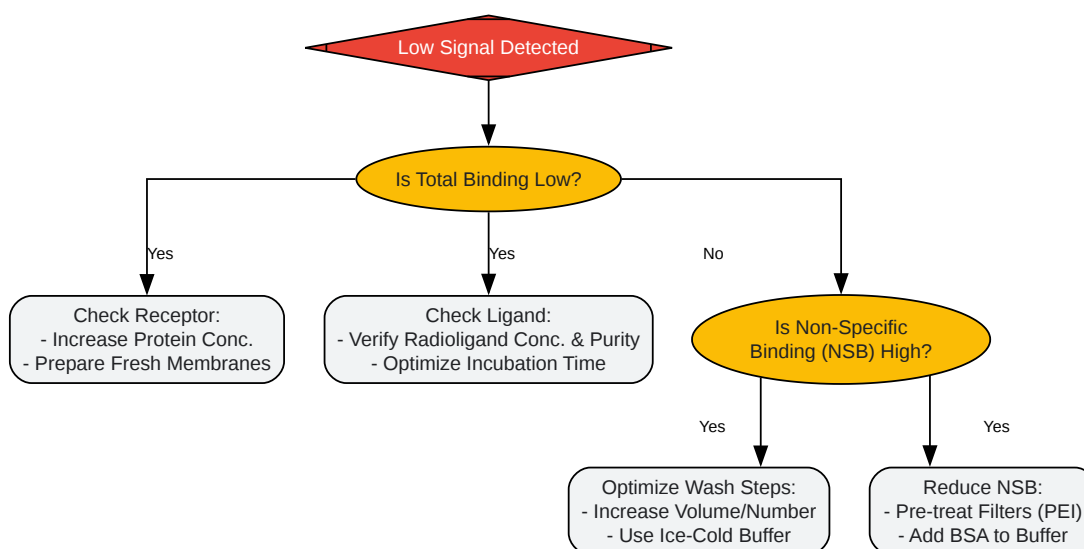 Low Signal Detected
Is Total Binding Low?
Yes
Yes
No
Check Receptor:
- Increase Protein Conc.
- Prepare Fresh Membranes
Check Ligand:
- Verify Radioligand Conc. & Purity
- Optimize Incubation Time
Is Non-Specific
Binding (NSB) High?
Yes
Yes
Optimize Wash Steps:
- Increase Volume/Number
- Use Ice-Cold Buffer
Reduce NSB:
- Pre-treat Filters (PEI)
- Add BSA to Buffer